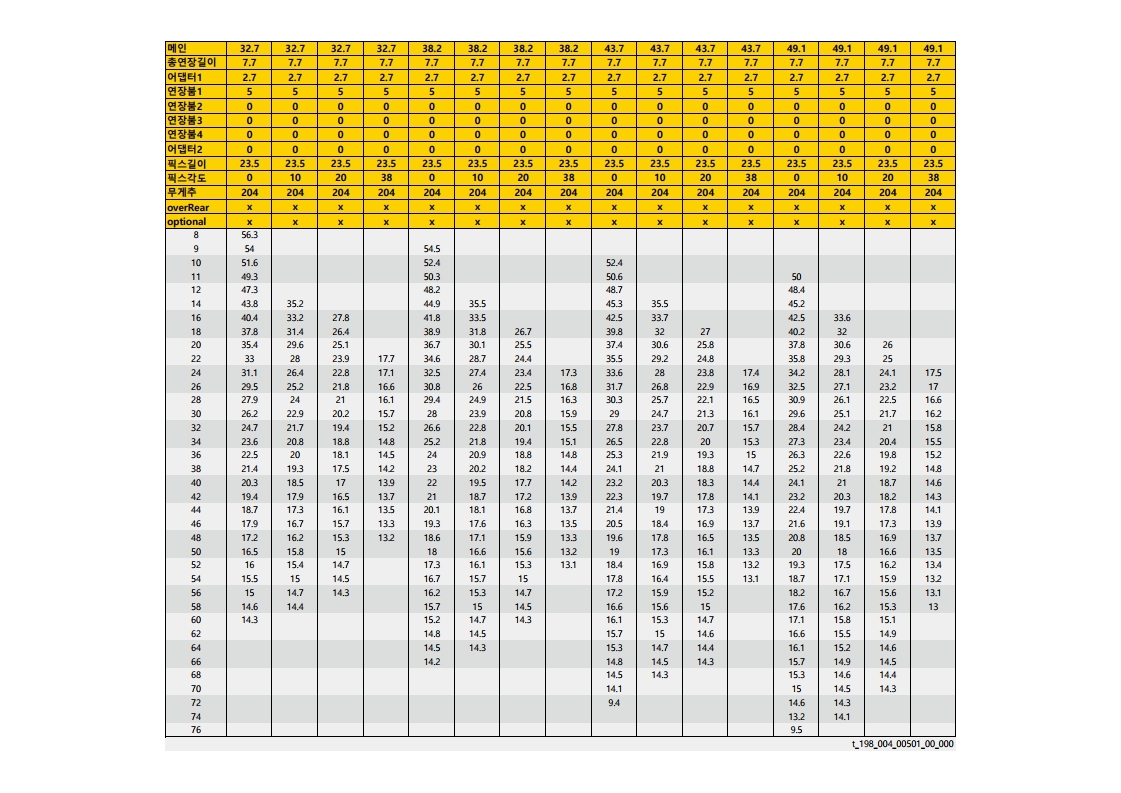 메인 32.7 32.7 32.7 32.7 38.2 38.2 38.2 38.2 43.7 43.7 43.7 43.7 49.1 49.1 49.1 49.1
총연장길이 7.7 7.7 7.7 7.7 7.7 7.7 7.7 7.7 7.7 7.7 7.7 7.7 7.7 7.7 7.7 7.7
어댑터1 2.7 2.7 2.7 2.7 2.7 2.7 2.7 2.7 2.7 2.7 2.7 2.7 2.7 2.7 2.7 2.7
연장붐1 5 5 5 5 5 5 5 5 5 5 5 5 5 5 5 5
연장붐2 0 0 0 0 0 0 0 0 0 0 0 0 0 0 0 0
연장붐3 0 0 0 0 0 0 0 0 0 0 0 0 0 0 0 0
연장붐4 0 0 0 0 0 0 0 0 0 0 0 0 0 0 0 0
어댑터2 0 0 0 0 0 0 0 0 0 0 0 0 0 0 0 0
픽스길이 23.5 23.5 23.5 23.5 23.5 23.5 23.5 23.5 23.5 23.5 23.5 23.5 23.5 23.5 23.5 23.5
픽스각도 0 10 20 38 0 10 20 38 0 10 20 38 0 10 20 38
무게추 204 204 204 204 204 204 204 204 204 204 204 204 204 204 204 204
overRear x x x x x x x x x x x x x x x x
optional x x x x x x x x x x x x x x x x
8 56.3
9 54 54.5
10 51.6 52.4 52.4
11 49.3 50.3 50.6 50
12 47.3 48.2 48.7 48.4
14 43.8 35.2 44.9 35.5 45.3 35.5 45.2
16 40.4 33.2 27.8 41.8 33.5 42.5 33.7 42.5 33.6
18 37.8 31.4 26.4 38.9 31.8 26.7 39.8 32 27 40.2 32
20 35.4 29.6 25.1 36.7 30.1 25.5 37.4 30.6 25.8 37.8 30.6 26
22 33 28 23.9 17.7 34.6 28.7 24.4 35.5 29.2 24.8 35.8 29.3 25
24 31.1 26.4 22.8 17.1 32.5 27.4 23.4 17.3 33.6 28 23.8 17.4 34.2 28.1 24.1 17.5
26 29.5 25.2 21.8 16.6 30.8 26 22.5 16.8 31.7 26.8 22.9 16.9 32.5 27.1 23.2 17
28 27.9 24 21 16.1 29.4 24.9 21.5 16.3 30.3 25.7 22.1 16.5 30.9 26.1 22.5 16.6
30 26.2 22.9 20.2 15.7 28 23.9 20.8 15.9 29 24.7 21.3 16.1 29.6 25.1 21.7 16.2
32 24.7 21.7 19.4 15.2 26.6 22.8 20.1 15.5 27.8 23.7 20.7 15.7 28.4 24.2 21 15.8
34 23.6 20.8 18.8 14.8 25.2 21.8 19.4 15.1 26.5 22.8 20 15.3 27.3 23.4 20.4 15.5
36 22.5 20 18.1 14.5 24 20.9 18.8 14.8 25.3 21.9 19.3 15 26.3 22.6 19.8 15.2
38 21.4 19.3 17.5 14.2 23 20.2 18.2 14.4 24.1 21 18.8 14.7 25.2 21.8 19.2 14.8
40 20.3 18.5 17 13.9 22 19.5 17.7 14.2 23.2 20.3 18.3 14.4 24.1 21 18.7 14.6
42 19.4 17.9 16.5 13.7 21 18.7 17.2 13.9 22.3 19.7 17.8 14.1 23.2 20.3 18.2 14.3
44 18.7 17.3 16.1 13.5 20.1 18.1 16.8 13.7 21.4 19 17.3 13.9 22.4 19.7 17.8 14.1
46 17.9 16.7 15.7 13.3 19.3 17.6 16.3 13.5 20.5 18.4 16.9 13.7 21.6 19.1 17.3 13.9
48 17.2 16.2 15.3 13.2 18.6 17.1 15.9 13.3 19.6 17.8 16.5 13.5 20.8 18.5 16.9 13.7
50 16.5 15.8 15 18 16.6 15.6 13.2 19 17.3 16.1 13.3 20 18 16.6 13.5
52 16 15.4 14.7 17.3 16.1 15.3 13.1 18.4 16.9 15.8 13.2 19.3 17.5 16.2 13.4
54 15.5 15 14.5 16.7 15.7 15 17.8 16.4 15.5 13.1 18.7 17.1 15.9 13.2
56 15 14.7 14.3 16.2 15.3 14.7 17.2 15.9 15.2 18.2 16.7 15.6 13.1
58 14.6 14.4 15.7 15 14.5 16.6 15.6 15 17.6 16.2 15.3 13
60 14.3 15.2 14.7 14.3 16.1 15.3 14.7 17.1 15.8 15.1
62 14.8 14.5 15.7 15 14.6 16.6 15.5 14.9
64 14.5 14.3 15.3 14.7 14.4 16.1 15.2 14.6
66 14.2 14.8 14.5 14.3 15.7 14.9 14.5
68 14.5 14.3 15.3 14.6 14.4
70 14.1 15 14.5 14.3
72 9.4 14.6 14.3
74 13.2 14.1
76 9.5
t_198_004_00501_00_000